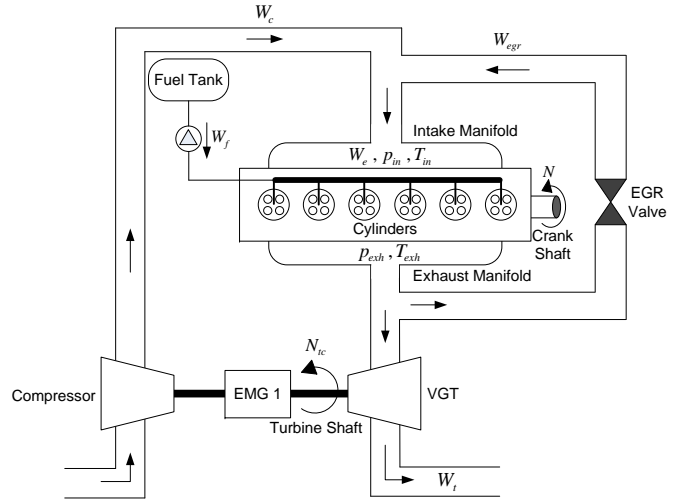 W_c
W_egr
Fuel Tank
W_f
Intake Manifold
W_e , p_in , T_in
N
EGR
Valve
Cylinders
Crank
Shaft
p_exh , T_exh
Exhaust Manifold
N_tc
Compressor
EMG 1
VGT
Turbine Shaft
W_t